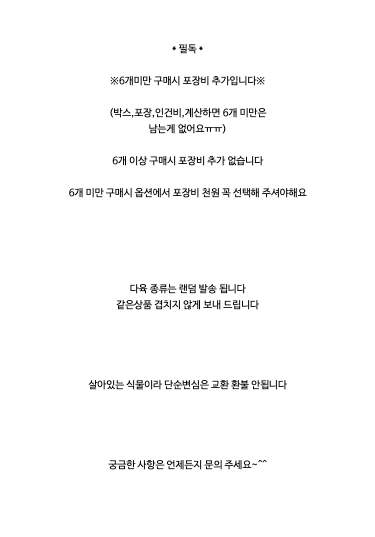 • 필독 •
※6개미만 구매시 포장비 추가입니다※
(박스,포장,인건비,계산하면 6개 미만은
남는게 없어요ㅠㅠ)
6개 이상 구매시 포장비 추가 없습니다
6개 미만 구매시 옵션에서 포장비 천원 꼭 선택해 주셔야해요
다육 종류는 랜덤 발송 됩니다
같은상품 겹치지 않게 보내 드립니다
살아있는 식물이라 단순변심은 교환 환불 안됩니다
궁금한 사항은 언제든지 문의 주세요~^^